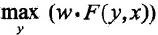 max (w • F(y, x))
y